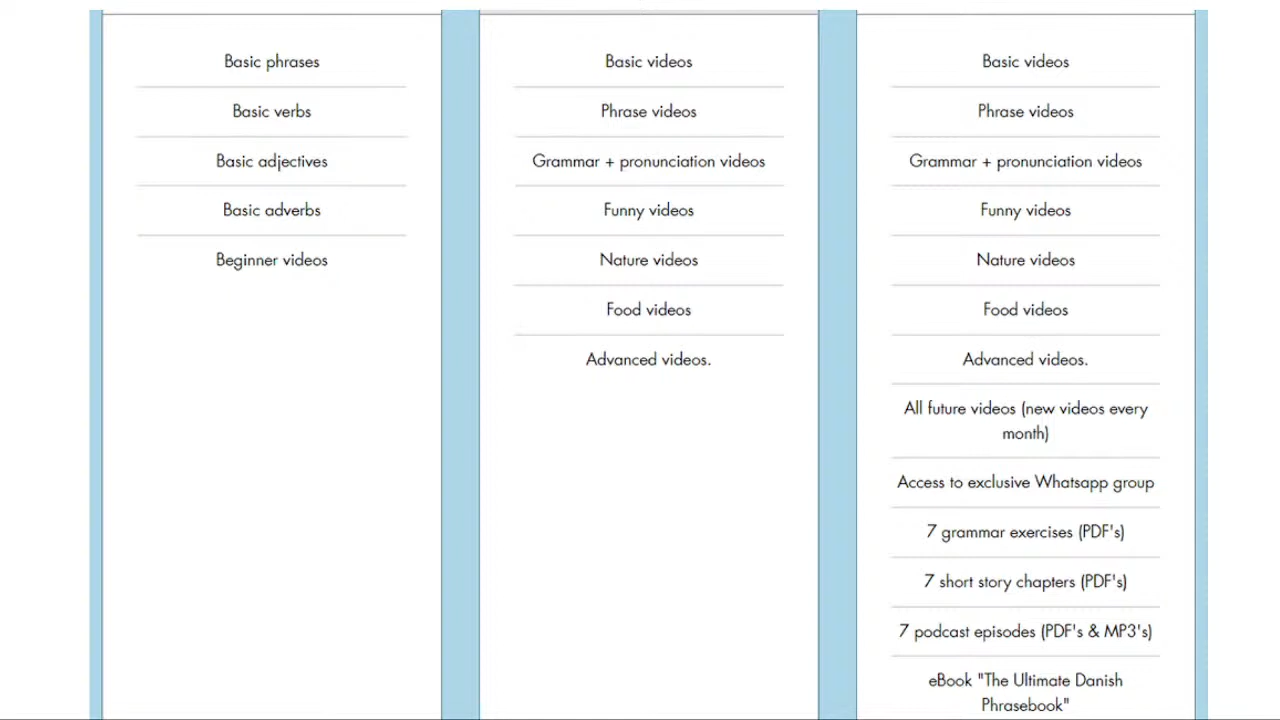 Basic phrases
Basic verbs
Basic adjectives
Basic adverbs
Beginner videos
Basic videos
Phrase videos
Grammar + pronunciation videos
Funny videos
Nature videos
Food videos
Advanced videos.
Basic videos
Phrase videos
Grammar + pronunciation videos
Funny videos
Nature videos
Food videos
Advanced videos.
All future videos (new videos every
month)
Access to exclusive Whatsapp group
7 grammar exercises (PDF's)
7 short story chapters (PDF's)
7 podcast episodes (PDF's & MP3's)
eBook "The Ultimate Danish
Phrasebook"